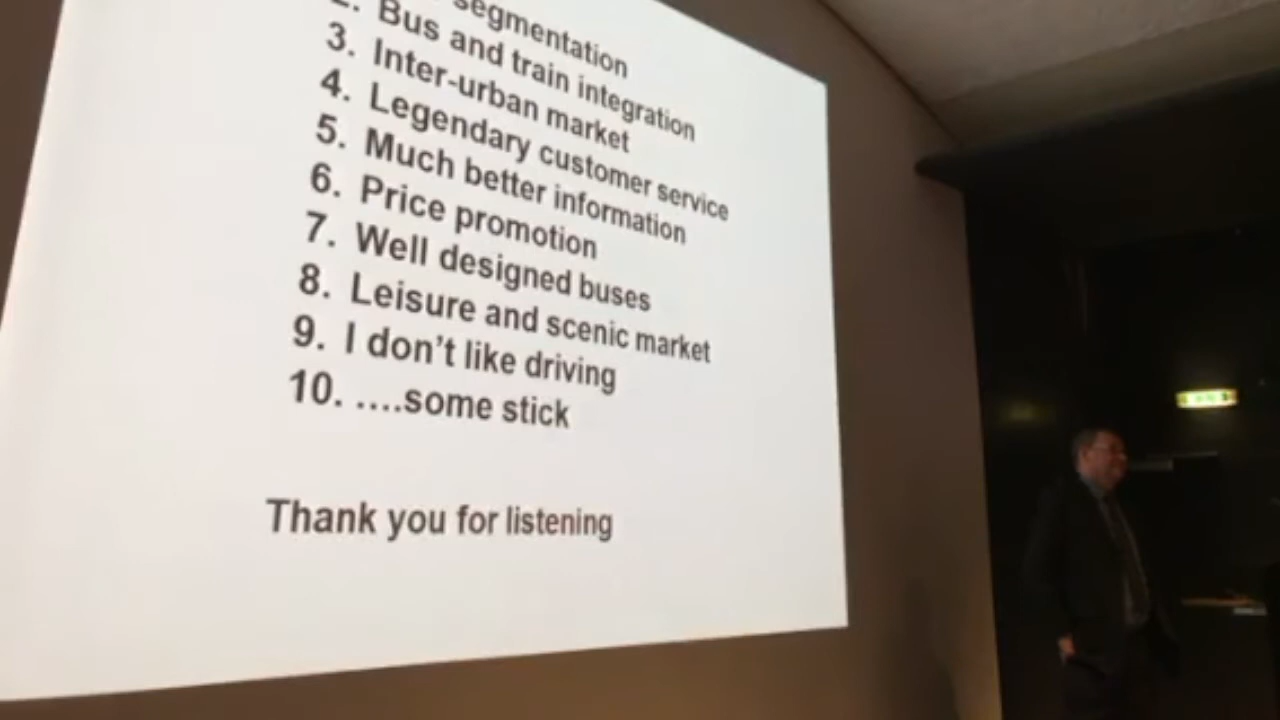 segmentation
2. Bus and train integration
3. Inter-urban market
4. Legendary customer service
5. Much better information
6. Price promotion
7. Well designed buses
8. Leisure and scenic market
9. I don’t like driving
10. ....some stick
Thank you for listening